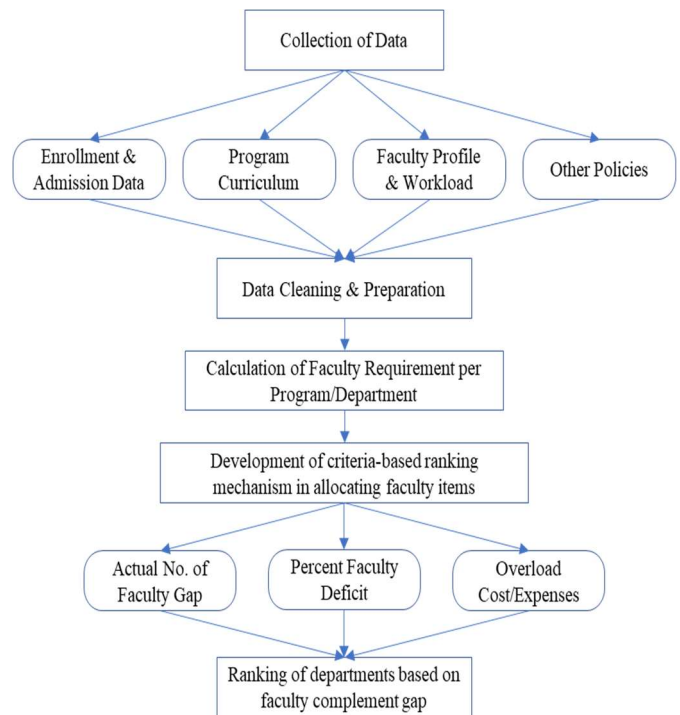 Collection of Data
Enrollment &
Admission Data
Program
Curriculum
Faculty Profile
& Workload
Other Policies
Data Cleaning & Preparation
Calculation of Faculty Requirement per
Program/Department
Development of criteria-based ranking
mechanism in allocating faculty items
Actual No. of
Faculty Gap
Percent Faculty
Deficit
Overload
Cost/Expenses
Ranking of departments based on
faculty complement gap